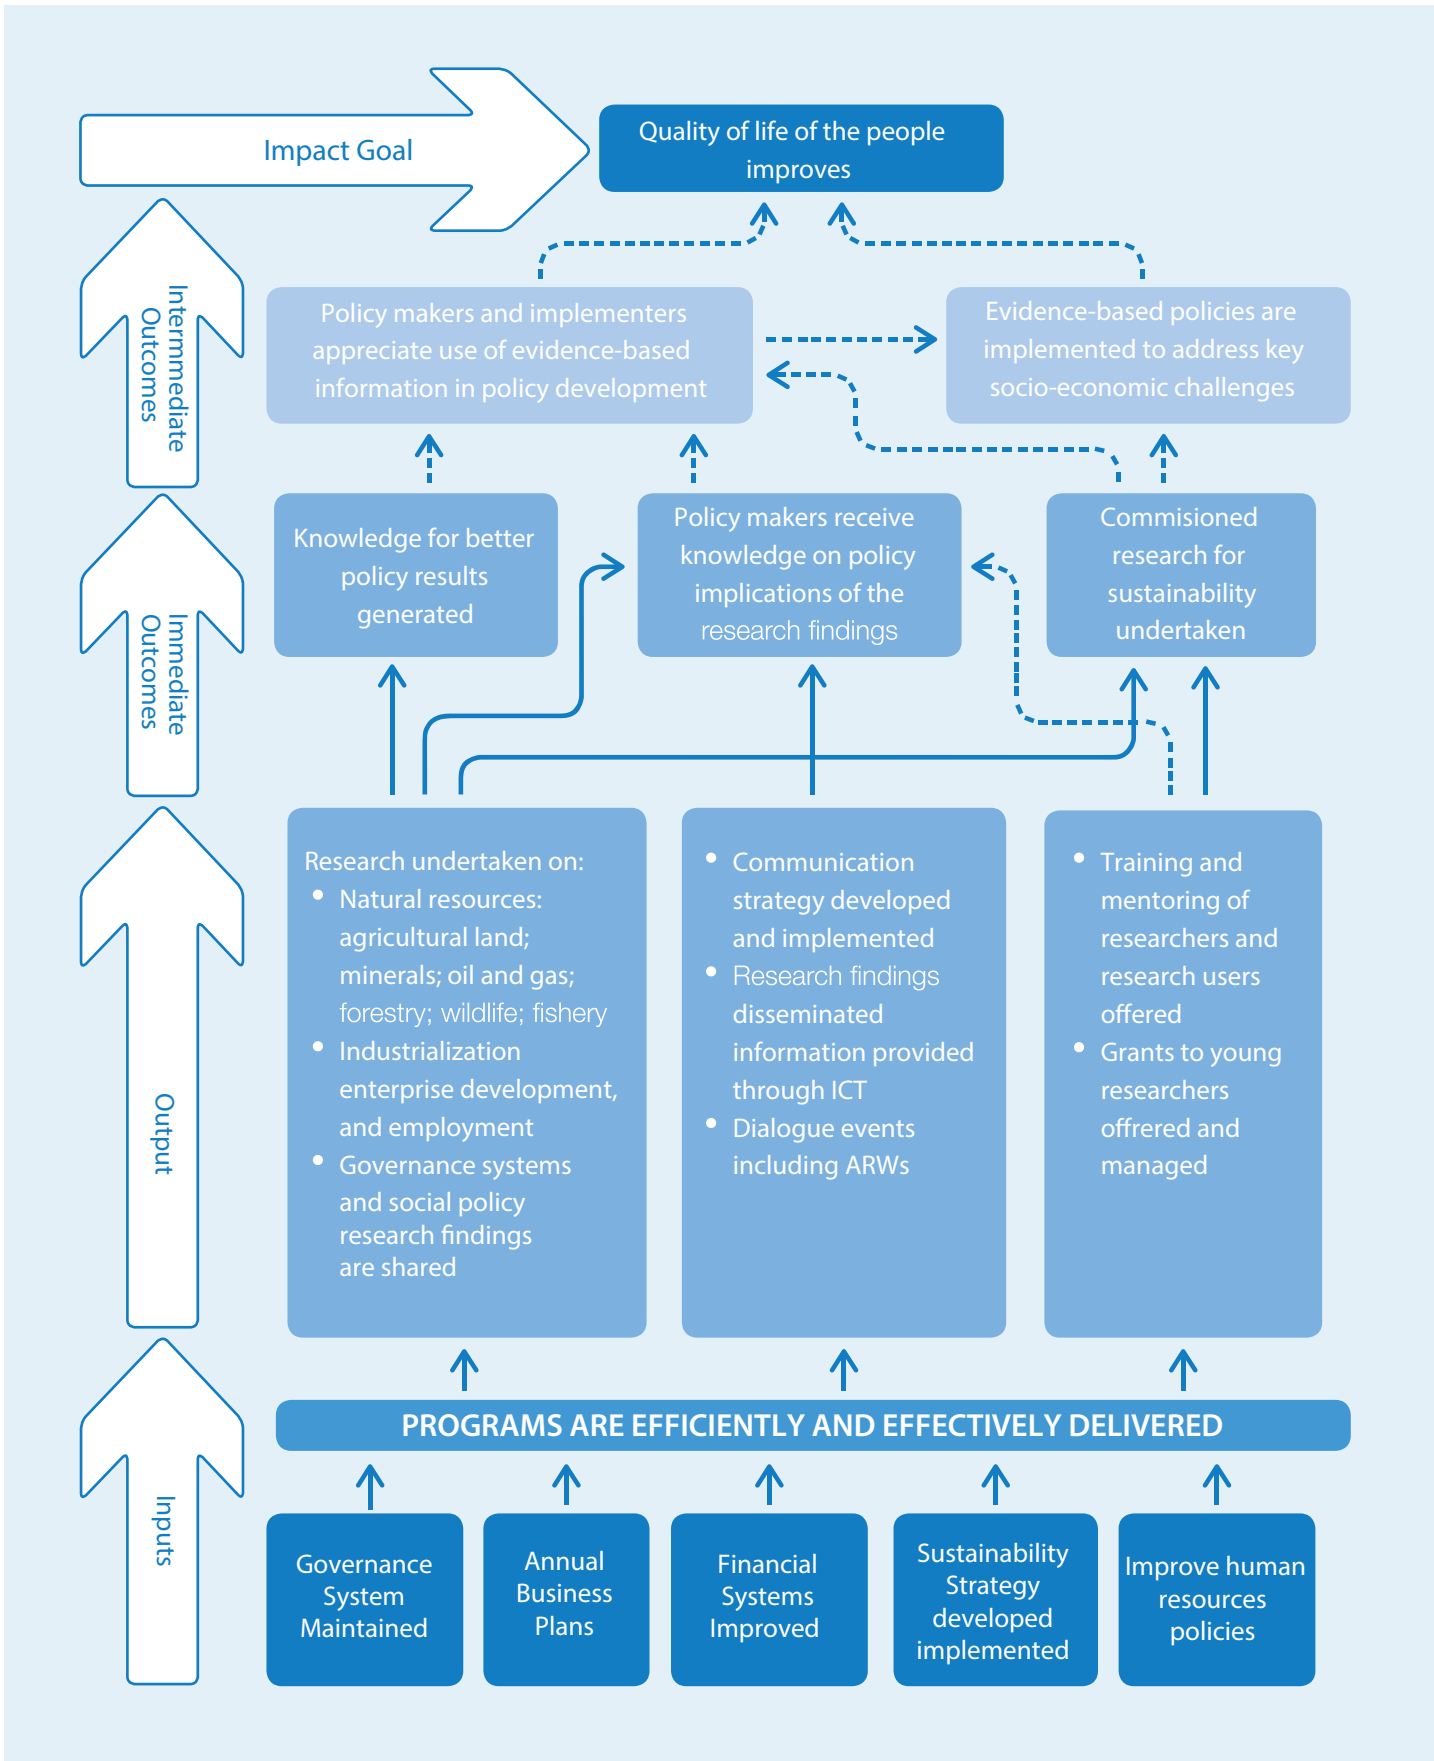 Impact Goal
Quality of life of the people
improves
Intermmediate
Outcomes
Policy makers and implementers
appreciate use of evidence-based
information in policy development
Evidence-based policies are
implemented to address key
socio-economic challenges
Immediate
Outcomes
Knowledge for better
policy results
generated
Policy makers receive
knowledge on policy
implications of the
research findings
Commisioned
research for
sustainability
undertaken
Output
Research undertaken on:
• Natural resources:
agricultural land;
minerals; oil and gas;
forestry; wildlife; fishery
• Industrialization
enterprise development,
and employment
• Governance systems
and social policy
research findings
are shared
• Communication
strategy developed
and implemented
• Research findings
disseminated
information provided
through ICT
• Dialogue events
including ARWs
• Training and
mentoring of
researchers and
research users
offered
• Grants to young
researchers
offrered and
managed
PROGRAMS ARE EFFICIENTLY AND EFFECTIVELY DELIVERED
Inputs
Governance
System
Maintained
Annual
Business
Plans
Financial
Systems
Improved
Sustainability
Strategy
developed
implemented
Improve human
resources
policies